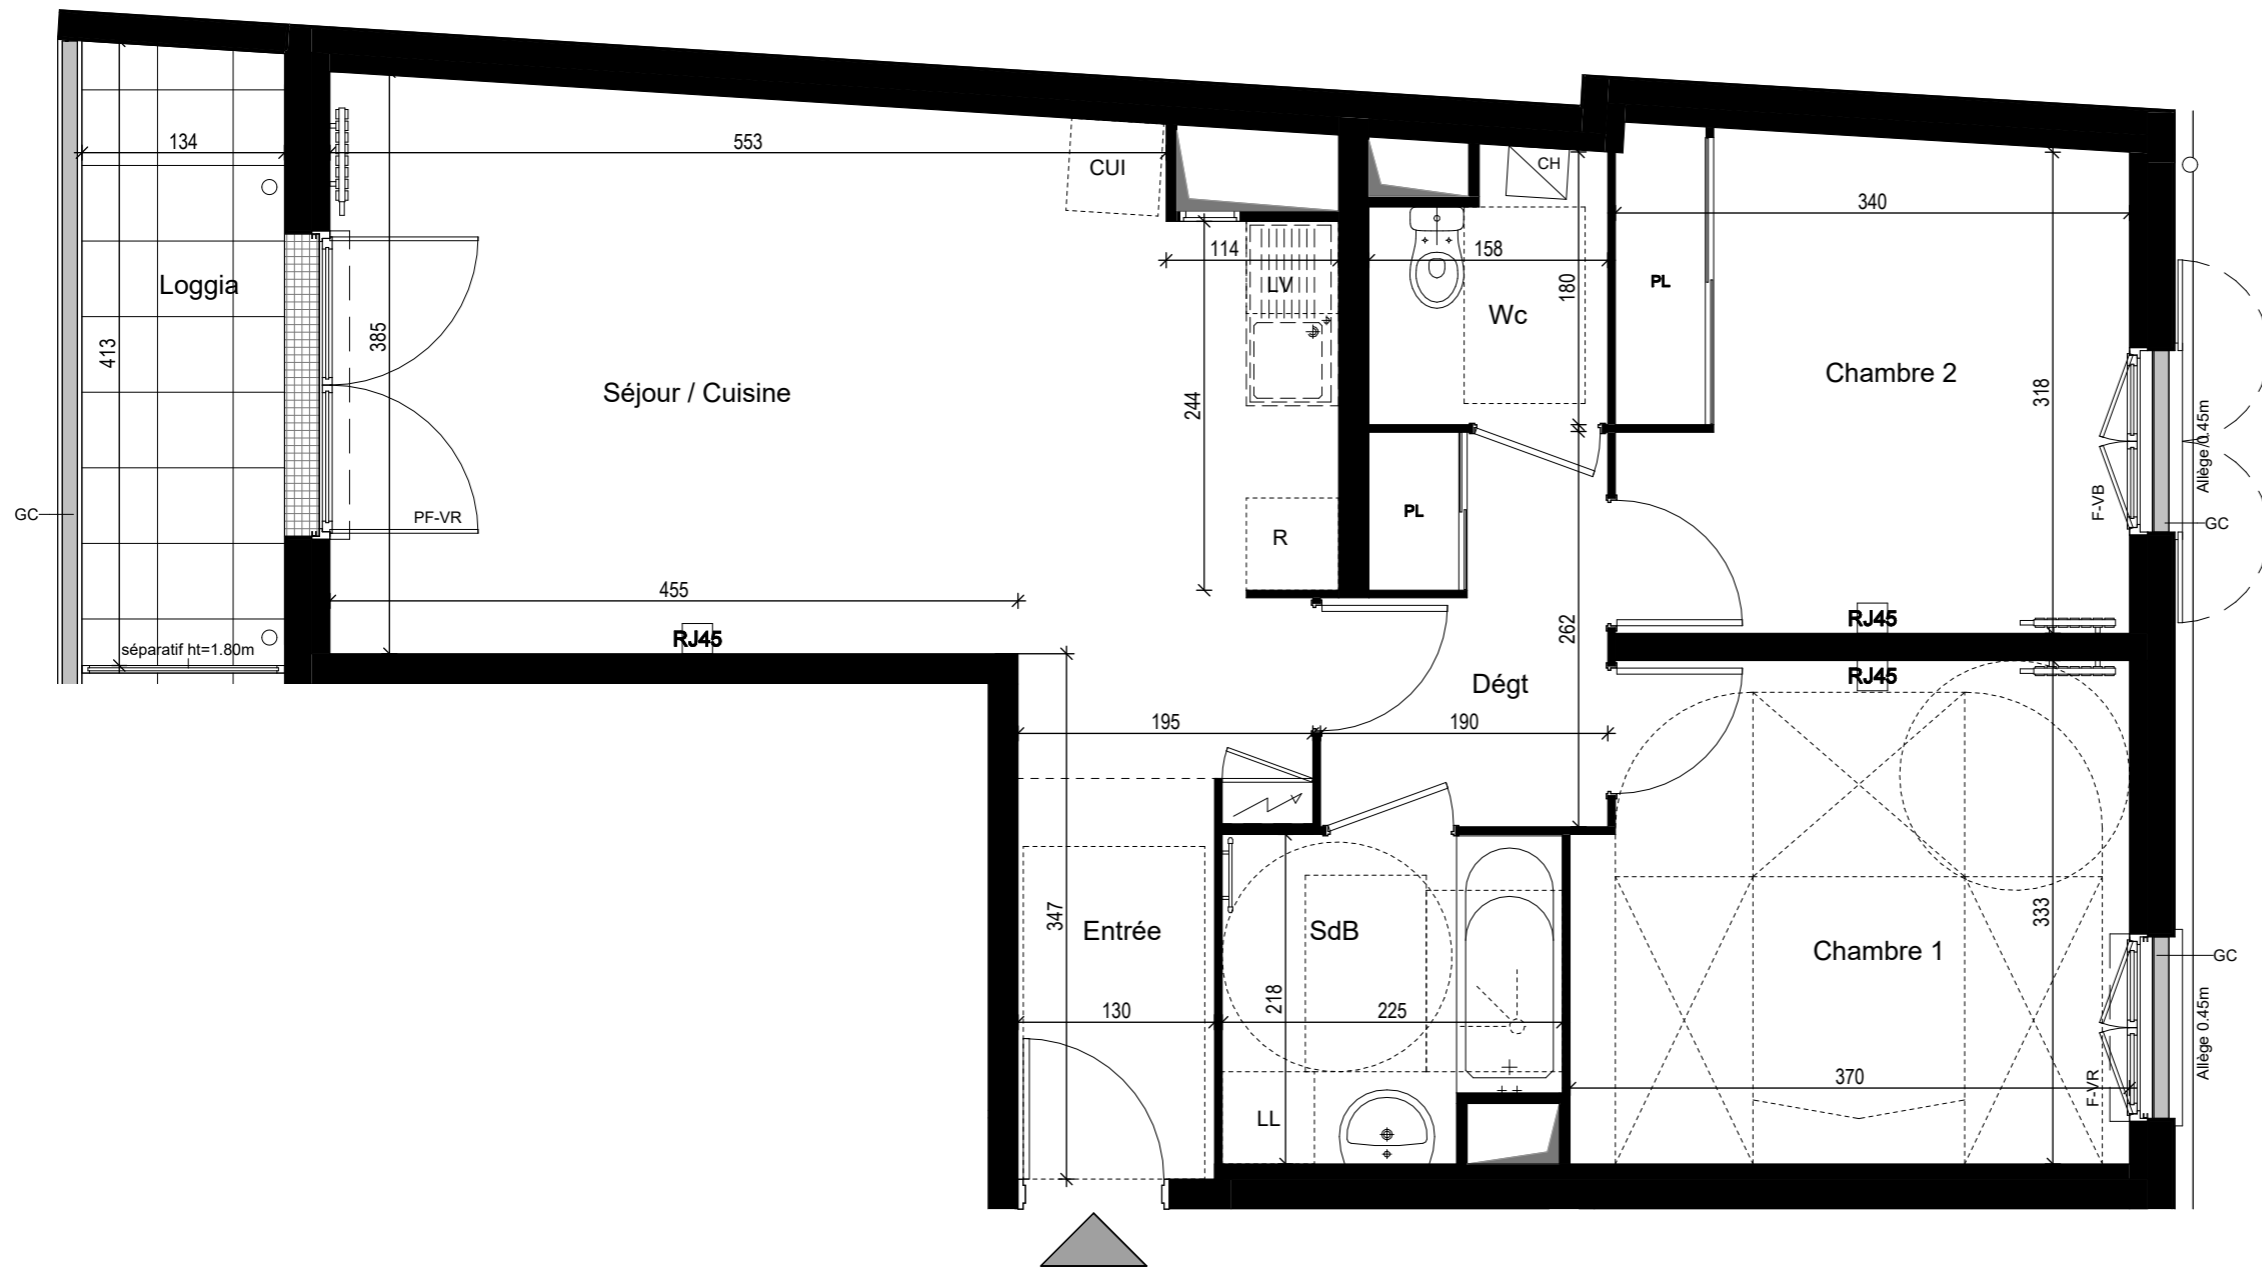 134
553
CUI
CH
340
Loggia
114
LV
158
180
PL
Wc
413
385
Séjour / Cuisine
244
Chambre 2
318
Allège 0.45m
F-VB
GC
PF-VR
PL
R
GC
455
262
RJ45
RJ45
séparatif ht=1.80m
RJ45
Dégt
195
190
347
Entrée
SdB
333
Chambre 1
GC
218
130
225
370
F-VR
Allège 0.45m
LL